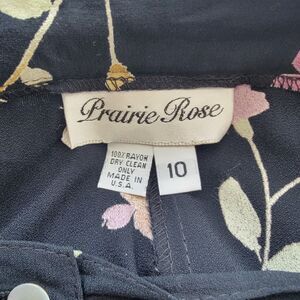 Prairie Rose
100% RAYON
DRY CLEAN
ONLY
MADE IN
U.S.A.
10